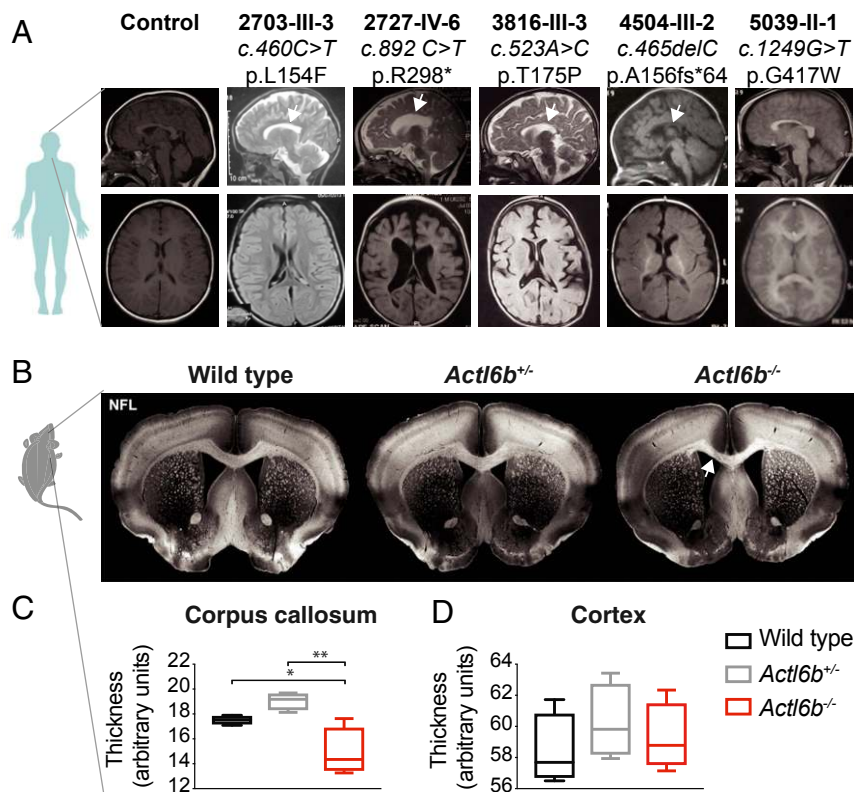 A
Control
2703-III-3
c.460C>T
p.L154F
2727-IV-6
c.892 C>T
p.R298*
3816-III-3
c.523A>C
p.T175P
4504-III-2
c.465delC
p.A156fs*64
5039-II-1
c.1249G>T
p.G417W
10 cm
B
Wild type
Actl6b+/-
Actl6b-/-
NFL
C
Corpus callosum
Thickness
(arbitrary units)
22
20
18
16
14
12
*
**
D
Cortex
Thickness
(arbitrary units)
64
62
60
58
56
Wild type
Actl6b+/-
Actl6b-/-